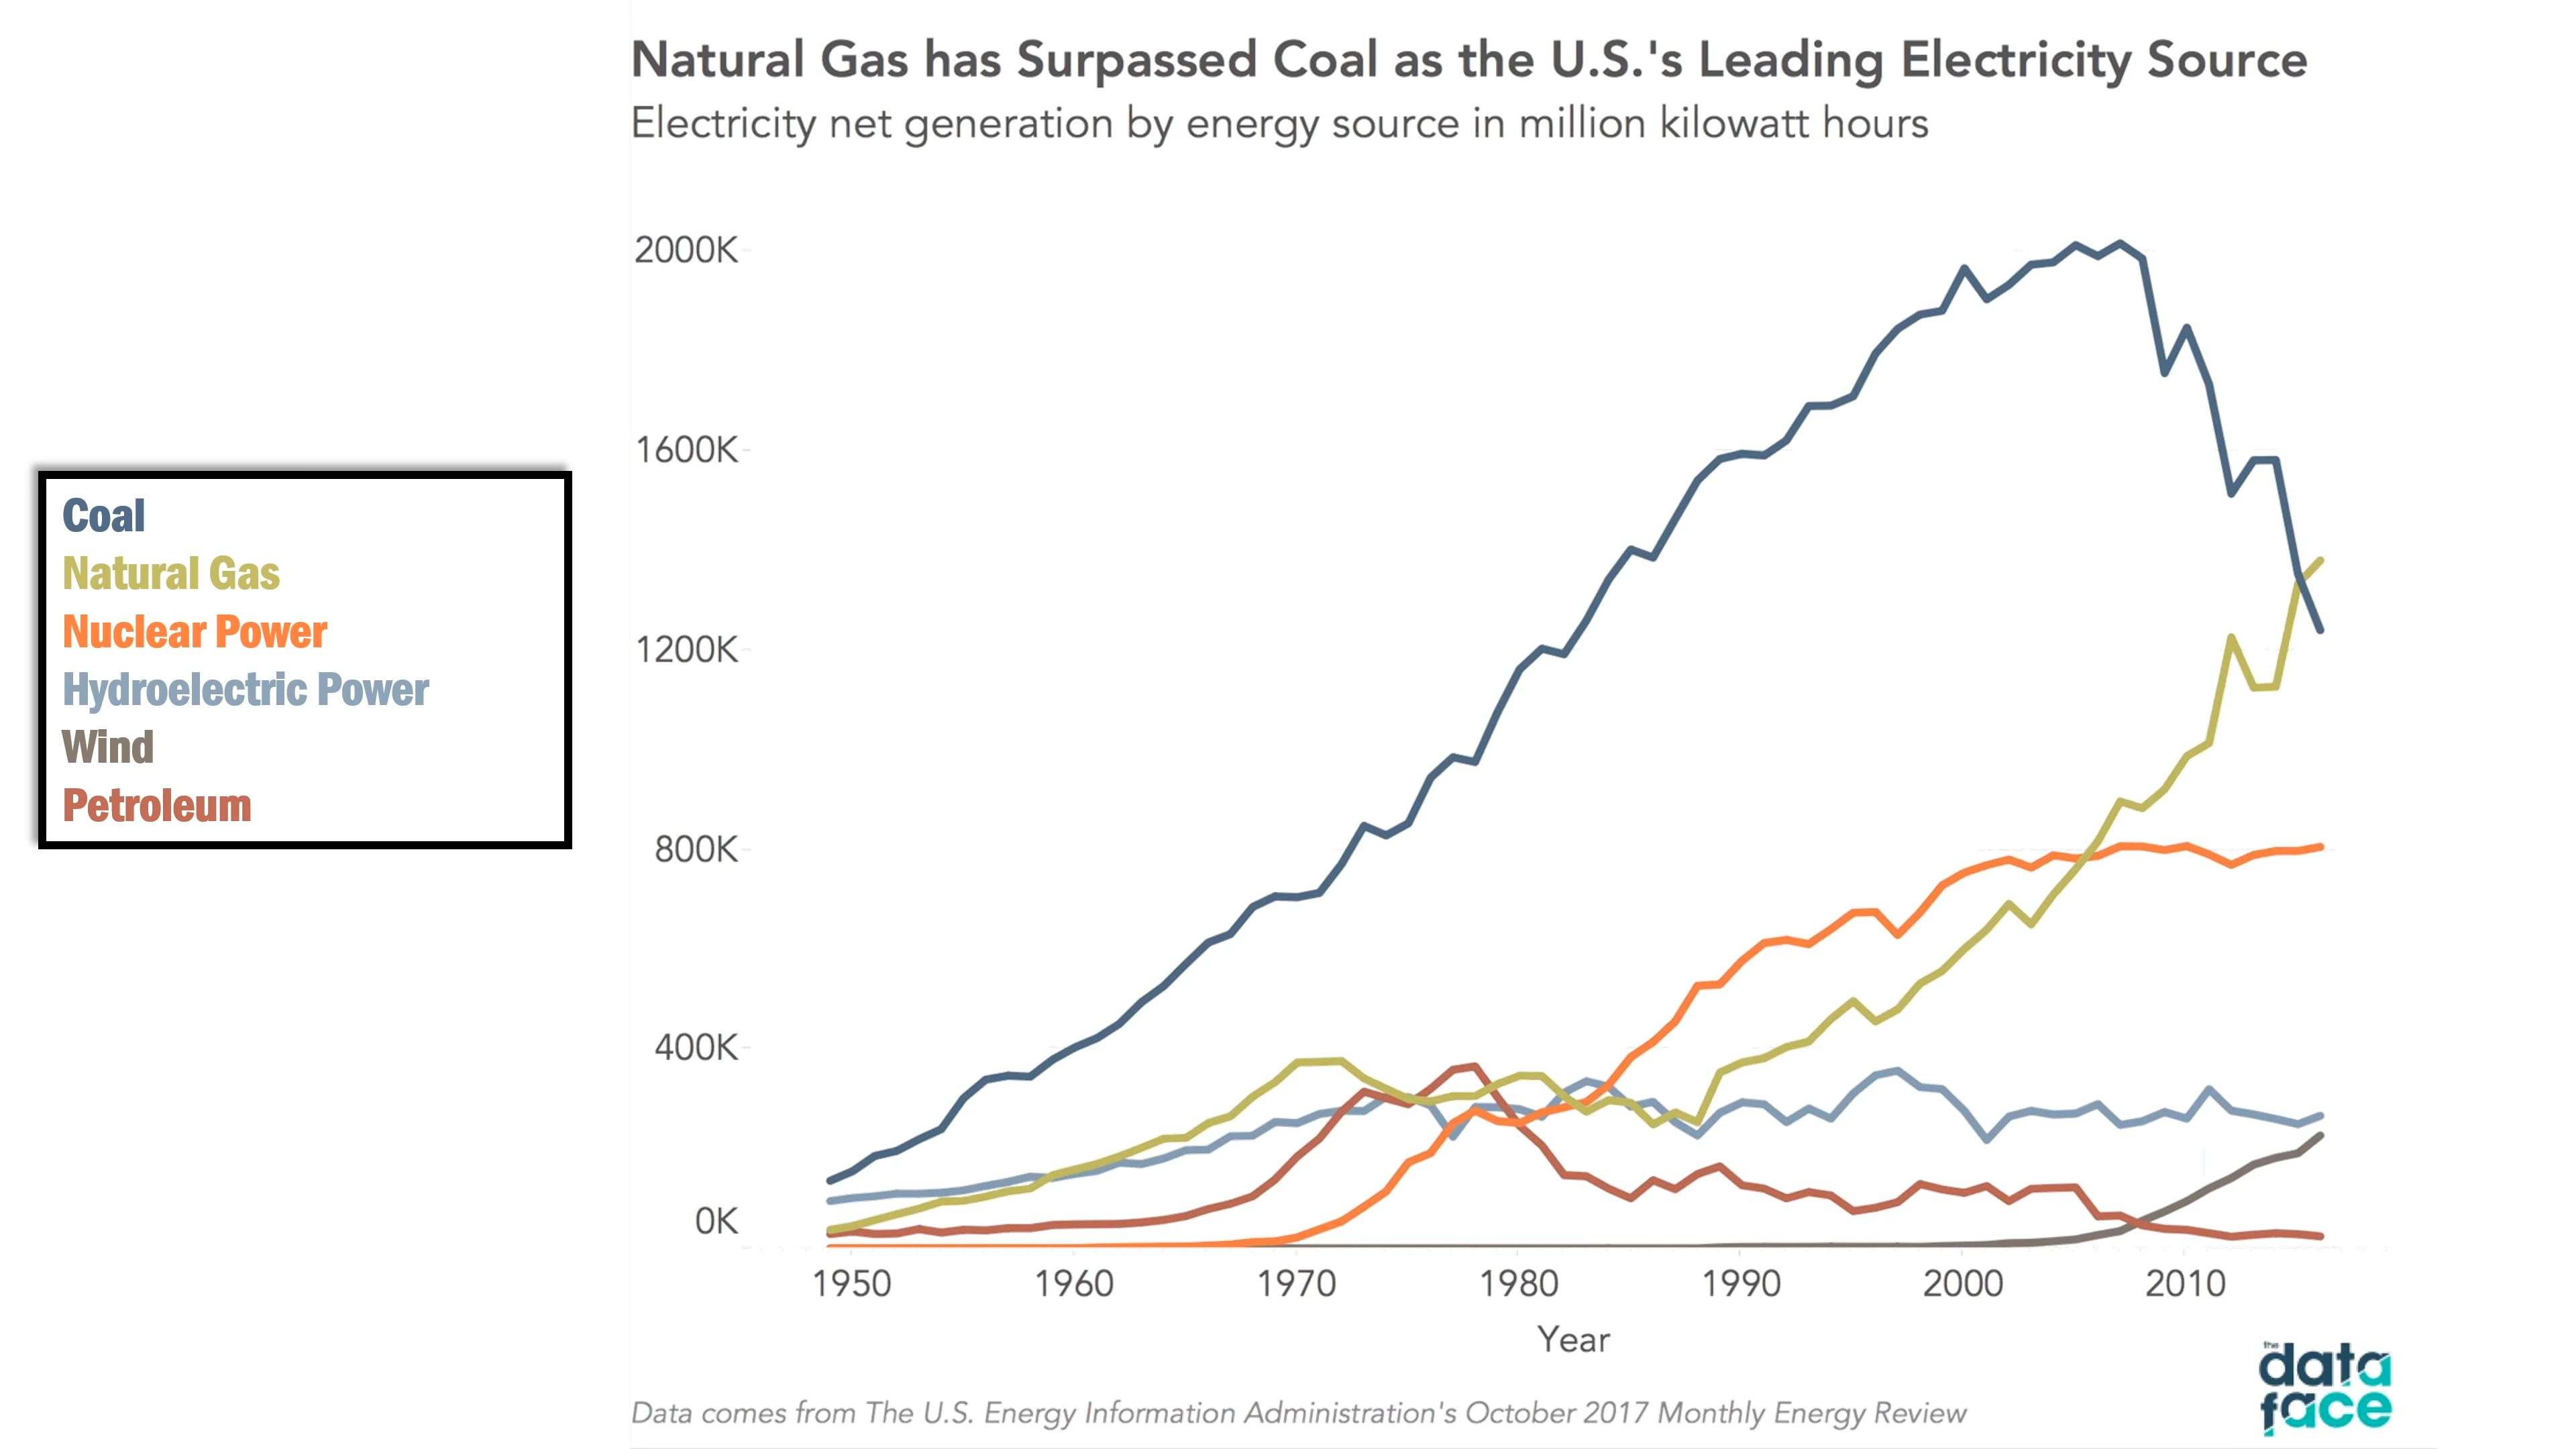 Natural Gas has Surpassed Coal as the U.S.'s Leading Electricity Source
Electricity net generation by energy source in million kilowatt hours
Coal
Natural Gas
Nuclear Power
Hydroelectric Power
Wind
Petroleum
2000K
1600K
1200K
800K
400K
0K
1950 1960 1970 1980 1990 2000 2010
Year
Data comes from The U.S. Energy Information Administration's October 2017 Monthly Energy Review
the
data
face